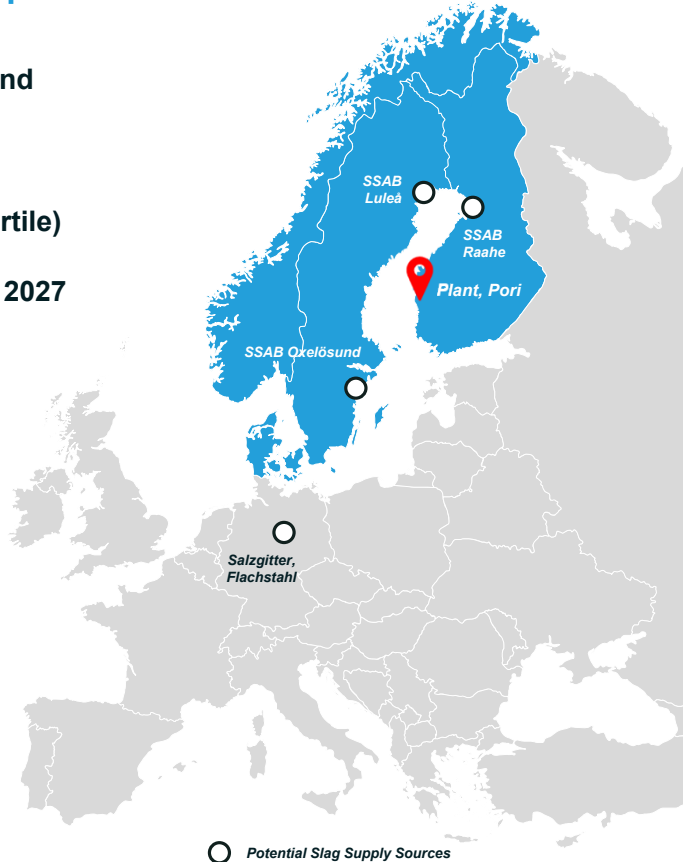 nd
rtile)
2027
SSAB
Luleå
SSAB
Raahe
Plant, Pori
SSAB Oxelösund
Salzgitter,
Flachstahl
Potential Slag Supply Sources